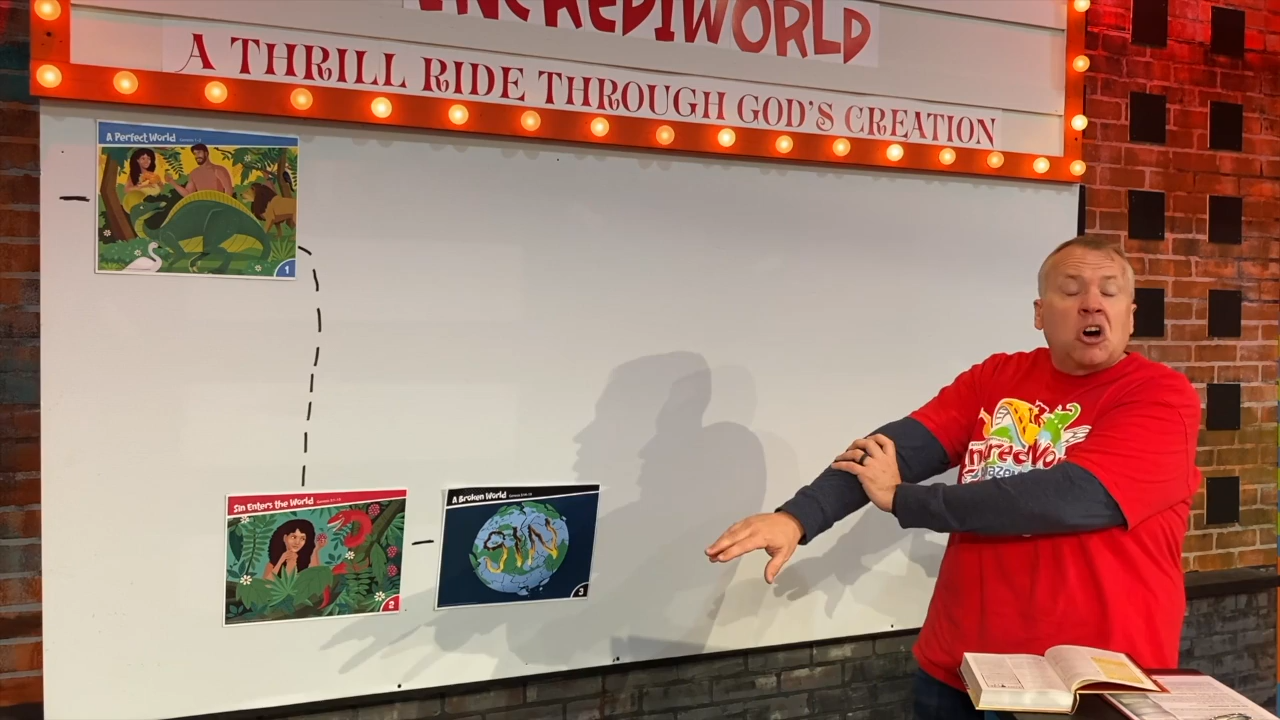 INCREDIWORLD
A THRILL RIDE THROUGH GOD'S CREATION
A Perfect World
1
Sin Enters the World
2
A Broken World
SIN
3